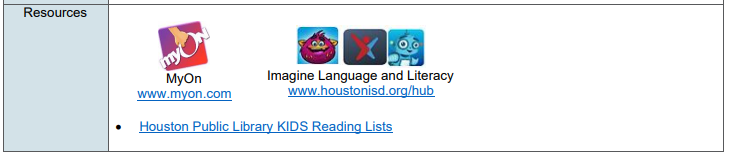 Resources
myON
MyOn
www.myon.com
Imagine Language and Literacy
www.houstonisd.org/hub
• Houston Public Library KIDS Reading Lists